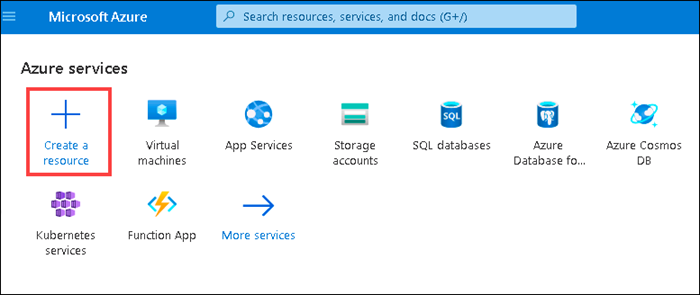 Microsoft Azure
Search resources, services, and docs (G+/)
Azure services
Create a
resource
Virtual
machines
App Services
Storage
accounts
SQL databases
Azure
Database fo...
Azure Cosmos
DB
Kubernetes
services
Function App
More services